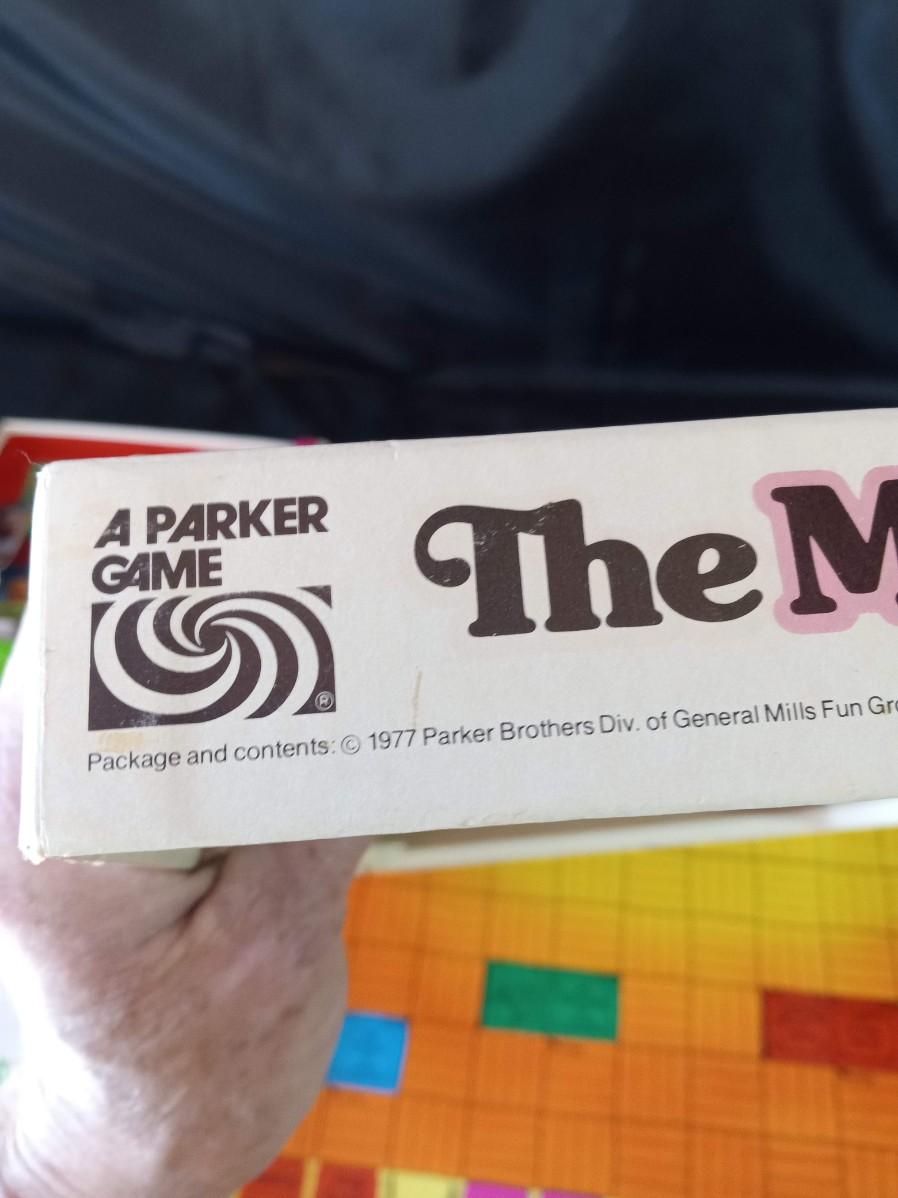 A PARKER
GAME
The M
®
Package and contents: © 1977 Parker Brothers Div. of General Mills Fun Gro